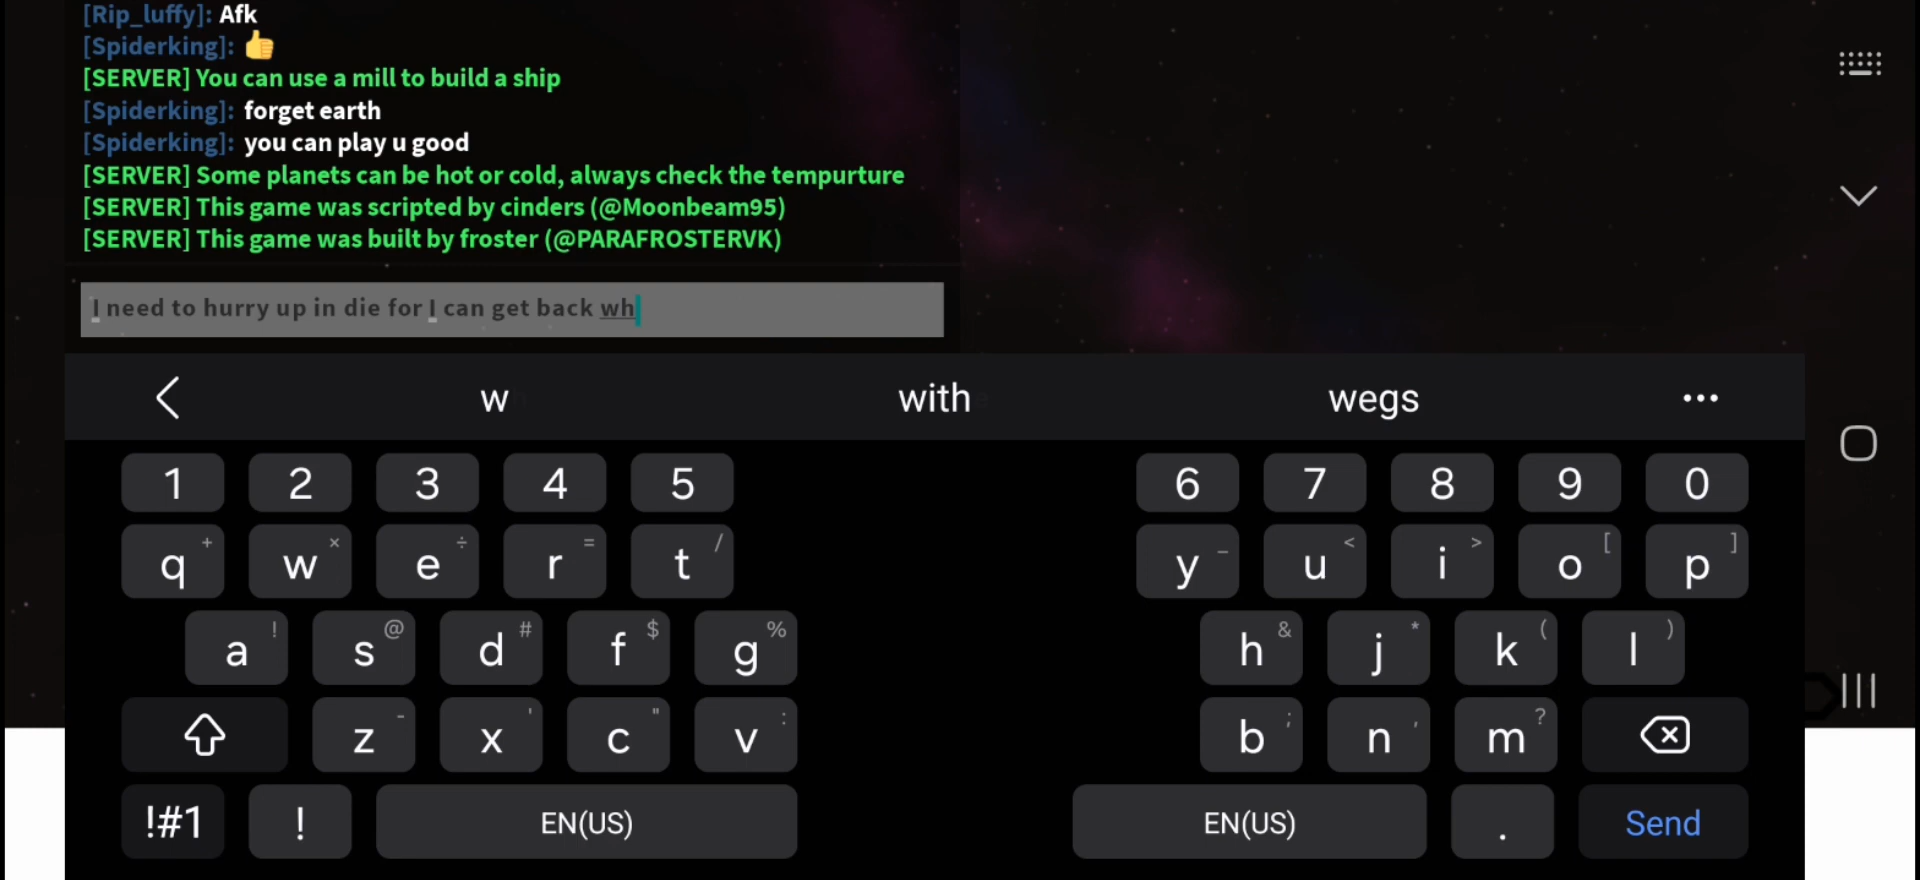 [Rip_luffy]: Afk
[Spiderking]: 👍
[SERVER] You can use a mill to build a ship
[Spiderking]: forget earth
[Spiderking]: you can play u good
[SERVER] Some planets can be hot or cold, always check the tempurture
[SERVER] This game was scripted by cinders (@Moonbeam95)
[SERVER] This game was built by froster (@PARAFROSTERVK)
I need to hurry up in die for I can get back wh
w with wegs
1 2 3 4 5 6 7 8 9 0
q + w × e ÷ r = t / y _ u < i > o [ p ]
a ! s @ d # f $ g % h & j * k ( l )
z - x ' c " v : b ; n , m ?
!#1 ! EN(US) EN(US) . Send